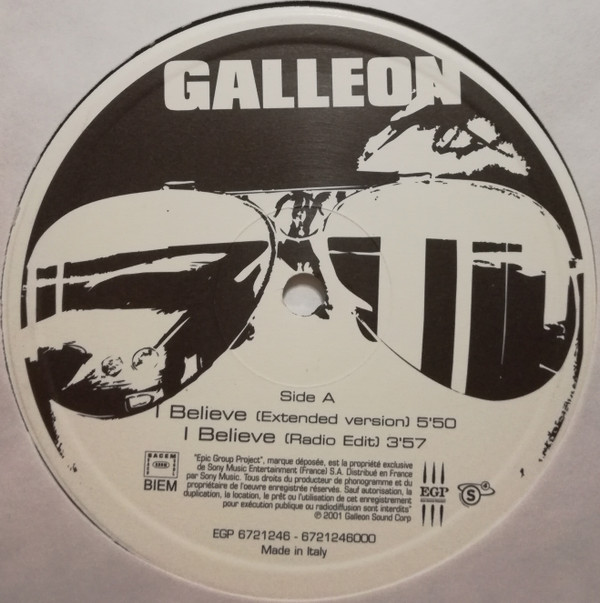 GALLEON
Side A
I Believe (Extended version) 5'50
I Believe (Radio Edit) 3'57
SACEM
BIEM
"Epic Group Project", marque déposée, est la propriété exclusive
de Sony Music Entertainment (France) S.A. Distribué en France
par Sony Music. Tous droits du producteur de phonogramme et du
propriétaire de l'oeuvre enregistrée réservés. Sauf autorisation, la
duplication, la location, le prêt ou l'utilisation de cet enregistrement
pour exécution publique ou radiodiffusion sont interdits"
℗ 2001 Galleon Sound Corp
EGP
S
EGP 6721246 - 6721246000
Made in Italy